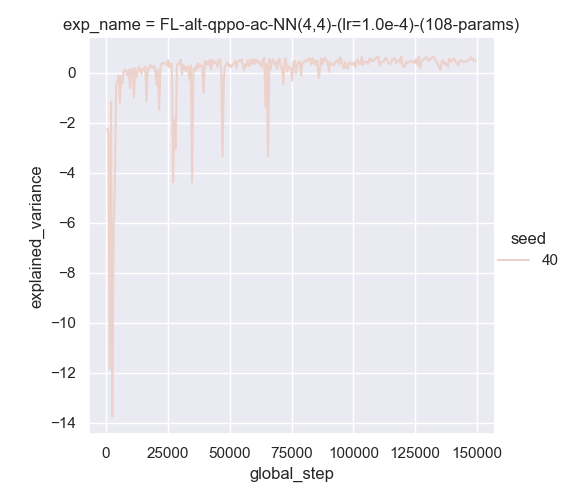 exp_name = FL-alt-qppo-ac-NN(4,4)-(lr=1.0e-4)-(108-params)
0
−2
−4
−6
−8
−10
−12
−14
explained_variance
0 25000 50000 75000 100000 125000 150000
global_step
seed
40